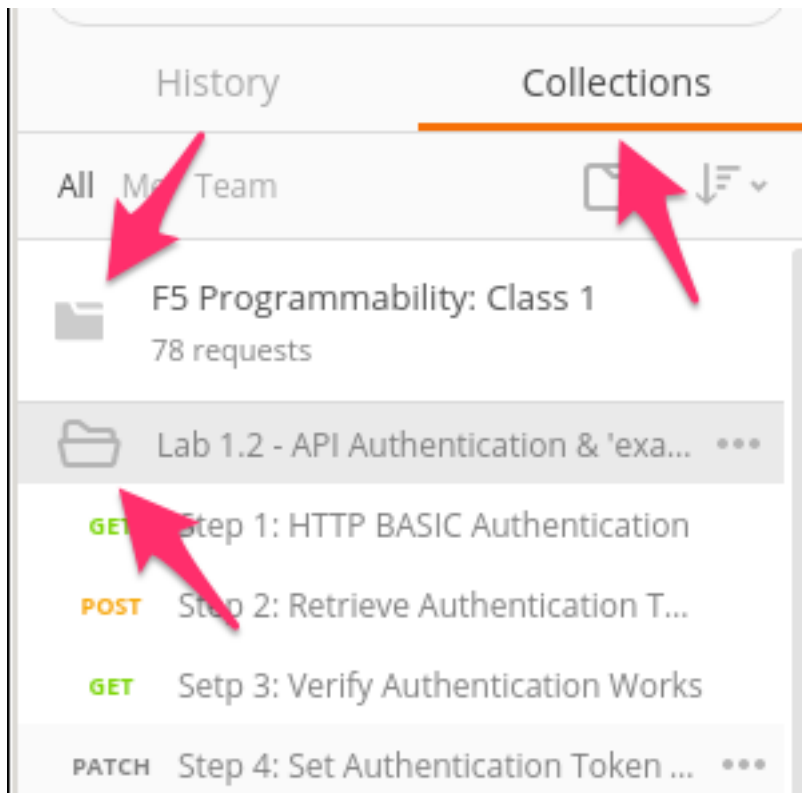 History Collections
All Me Team
F5 Programmability: Class 1
78 requests
Lab 1.2 - API Authentication & 'exa... •••
GET Step 1: HTTP BASIC Authentication
POST Step 2: Retrieve Authentication T...
GET Setp 3: Verify Authentication Works
PATCH Step 4: Set Authentication Token ... •••